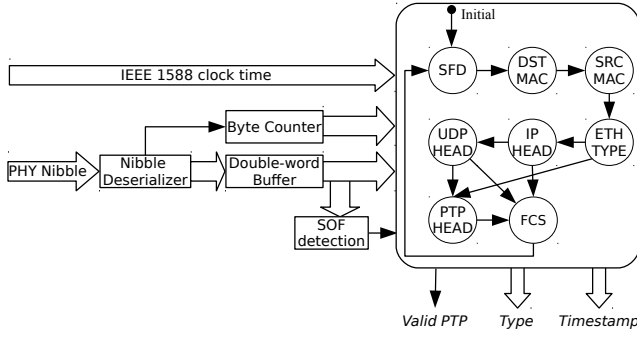 Initial
IEEE 1588 clock time
SFD
DST
MAC
SRC
MAC
Byte Counter
UDP
HEAD
IP
HEAD
ETH
TYPE
PHY Nibble
Nibble
Deserializer
Double-word
Buffer
PTP
HEAD
FCS
SOF
detection
Valid PTP
Type
Timestamp